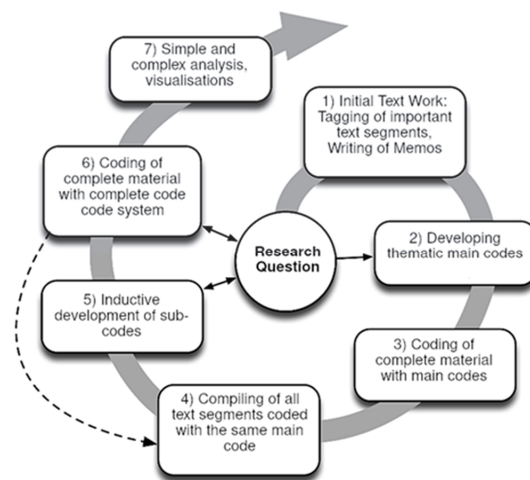 7) Simple and
complex analysis,
visualisations
1) Initial Text Work:
Tagging of important
text segments,
Writing of Memos
6) Coding of
complete material
with complete code
code system
Research
Question
2) Developing
thematic main codes
5) Inductive
development of sub-
codes
3) Coding of
complete material
with main codes
4) Compiling of all
text segments coded
with the same main
code